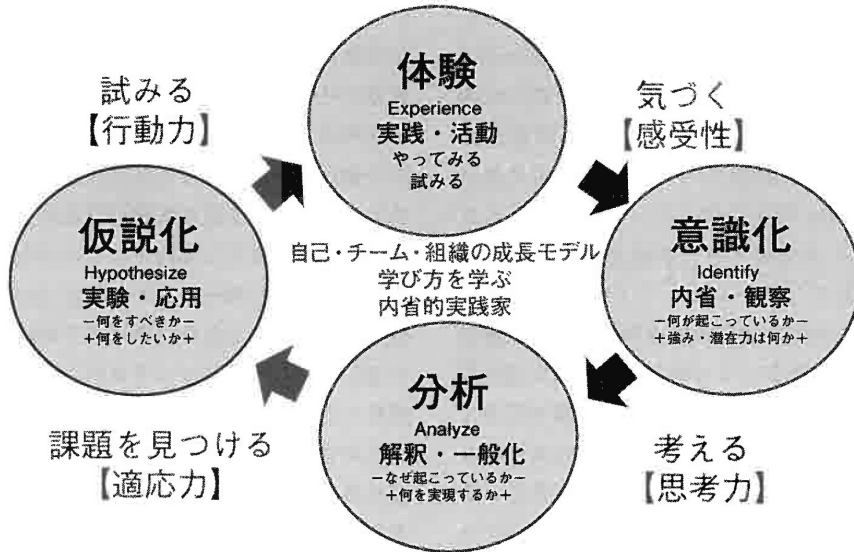 体験
Experience
実践・活動
やってみる
試みる
気づく
【感受性】
意識化
Identify
内省・観察
−何が起こっているか−
+強み・潜在力は何か+
考える
【思考力】
分析
Analyze
解釈・一般化
−なぜ起こっているか−
+何を実現するか+
課題を見つける
【適応力】
仮説化
Hypothesize
実験・応用
−何をすべきか−
+何をしたいか+
試みる
【行動力】
自己・チーム・組織の成長モデル
学び方を学ぶ
内省的実践家